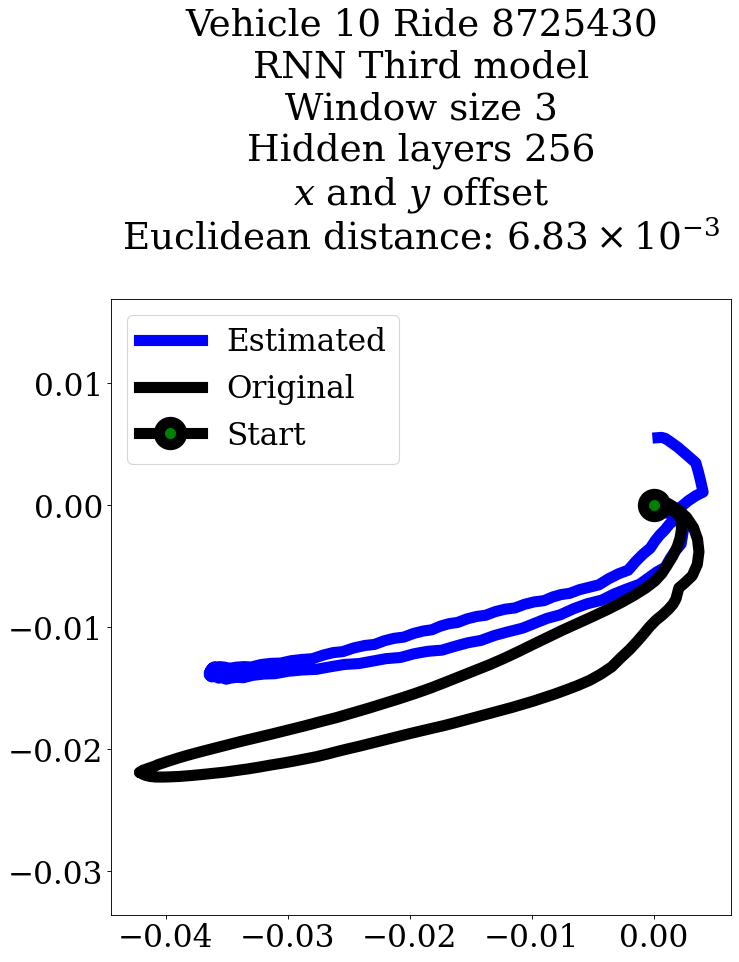 Vehicle 10 Ride 8725430
RNN Third model
Window size 3
Hidden layers 256
x and y offset
Euclidean distance: 6.83 × 10⁻³
Estimated
Original
Start
0.01
0.00
−0.01
−0.02
−0.03
−0.04 −0.03 −0.02 −0.01 0.00